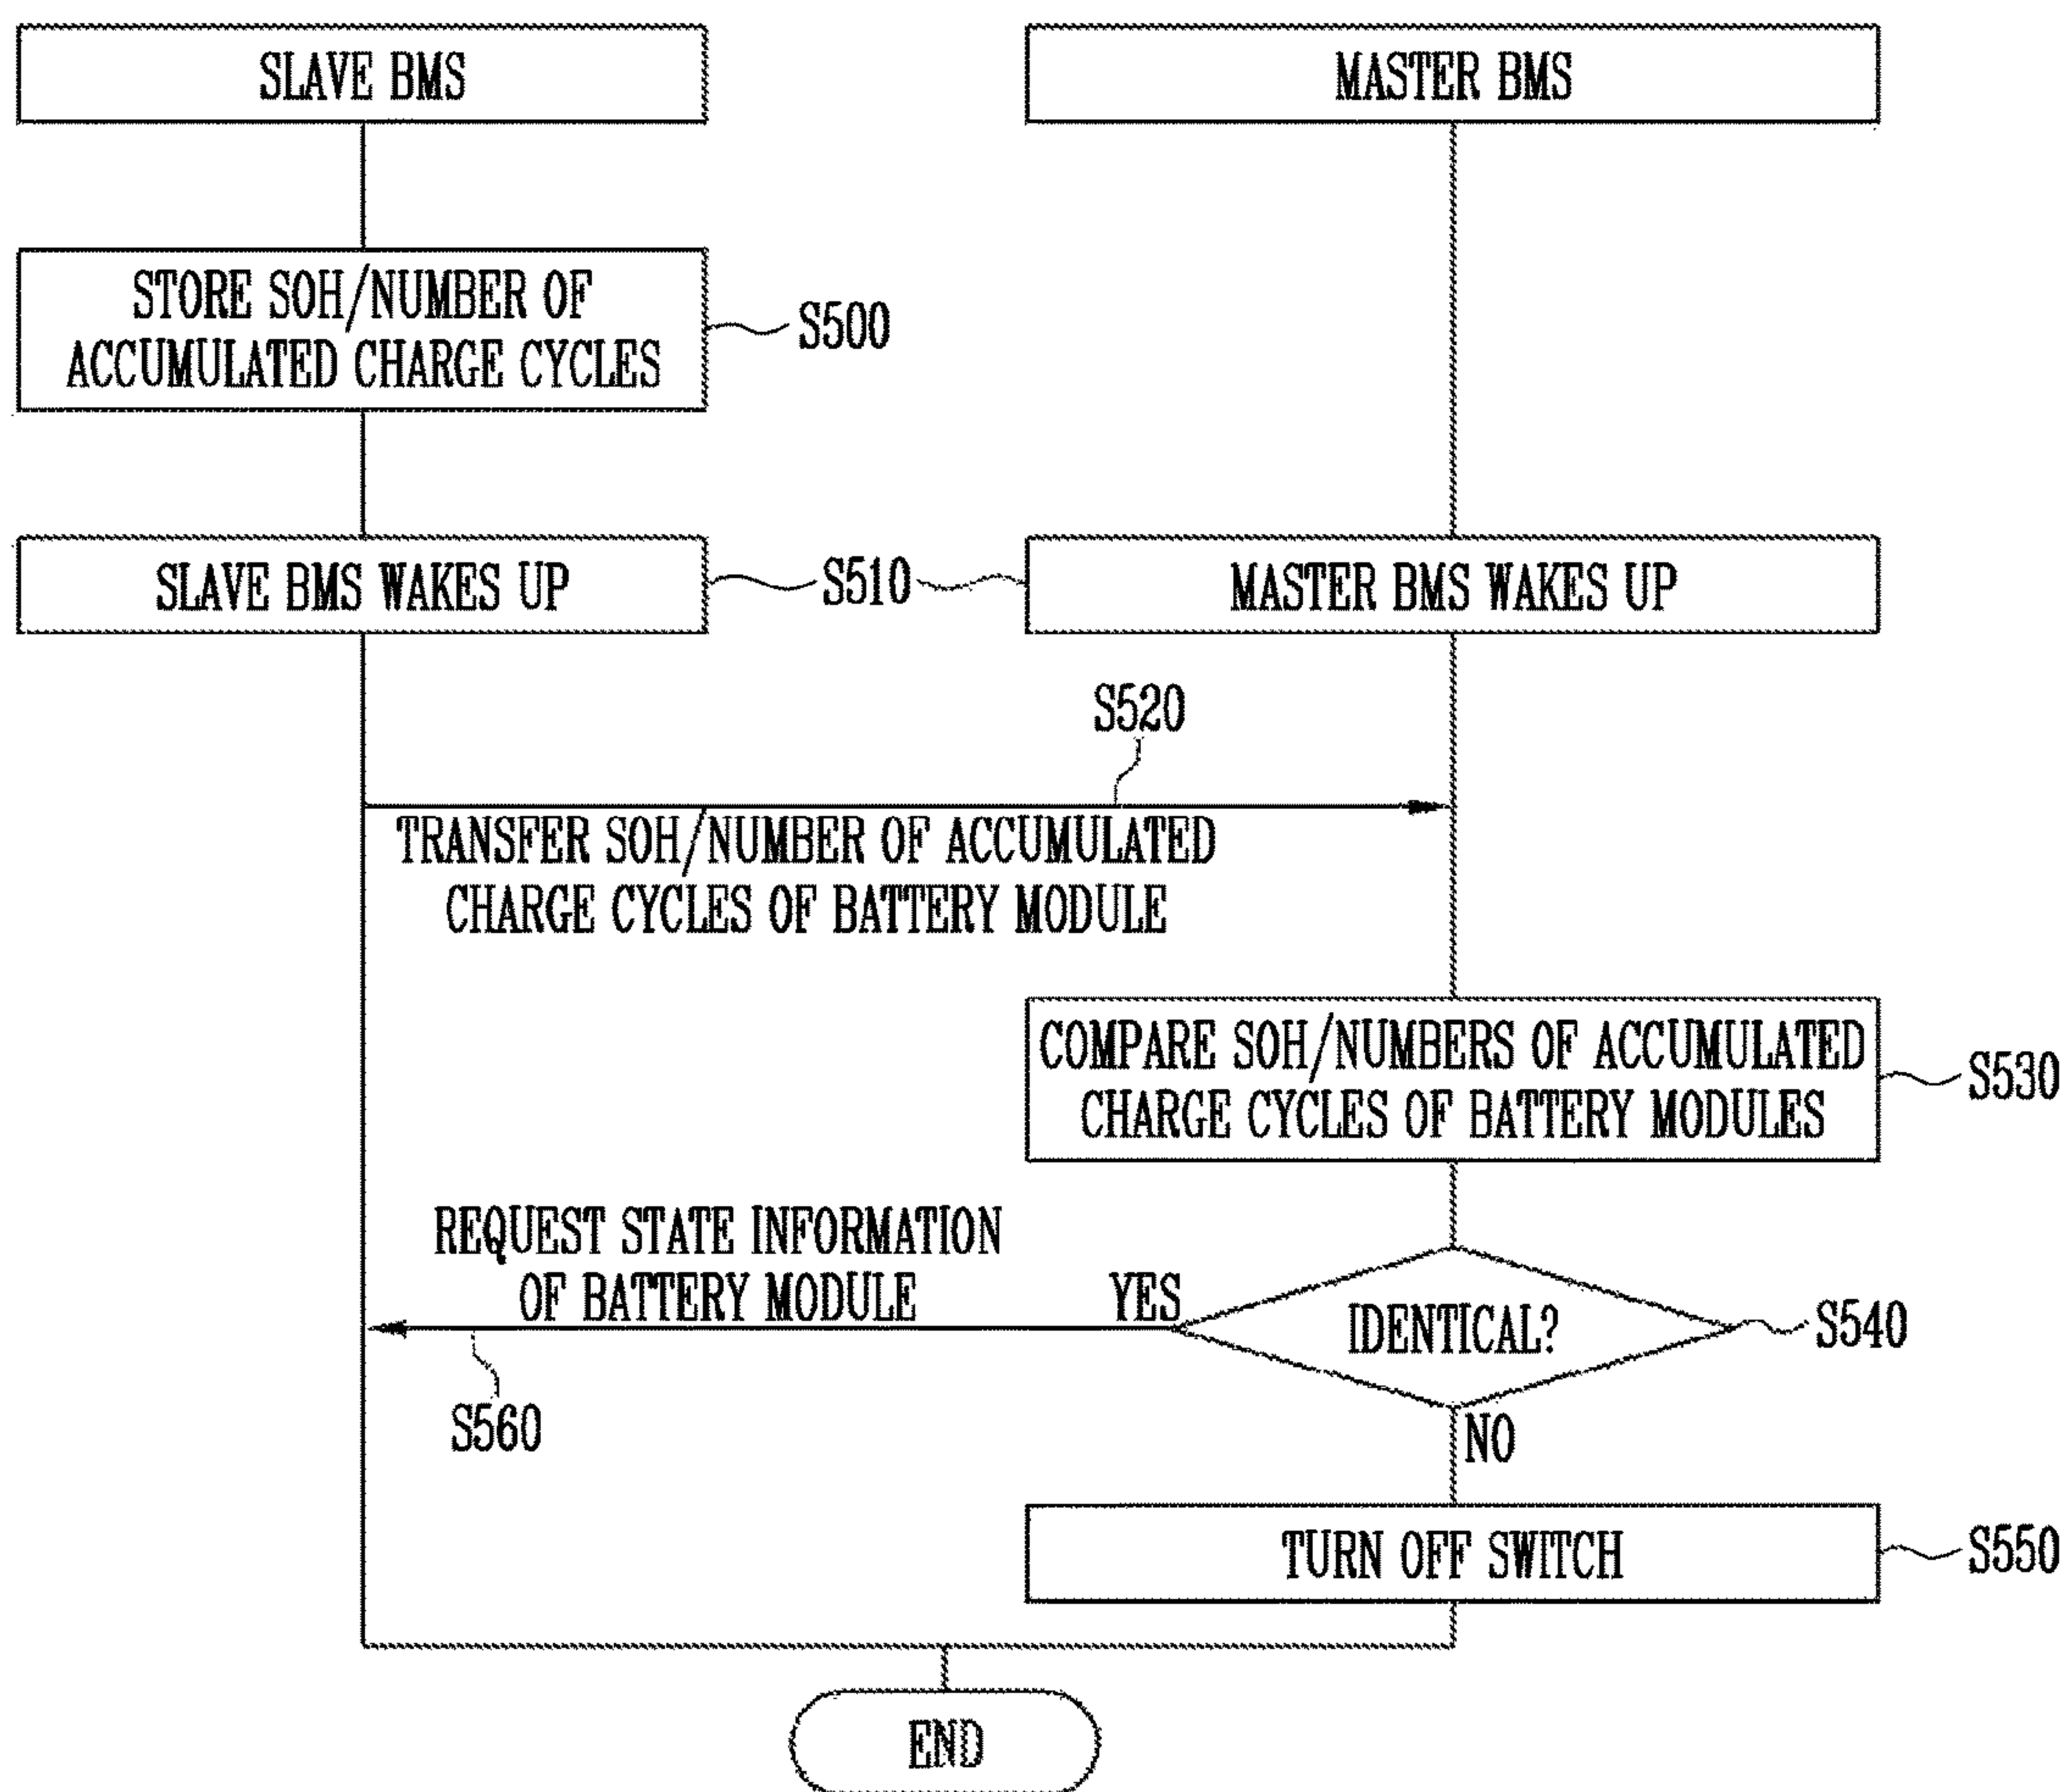 SLAVE BMS
MASTER BMS
STORE SOH/NUMBER OF
ACCUMULATED CHARGE CYCLES
S500
SLAVE BMS WAKES UP
S510
MASTER BMS WAKES UP
S520
TRANSFER SOH/NUMBER OF ACCUMULATED
CHARGE CYCLES OF BATTERY MODULE
COMPARE SOH/NUMBERS OF ACCUMULATED
CHARGE CYCLES OF BATTERY MODULES
S530
REQUEST STATE INFORMATION
OF BATTERY MODULE
YES
IDENTICAL?
S540
S560
NO
TURN OFF SWITCH
S550
END